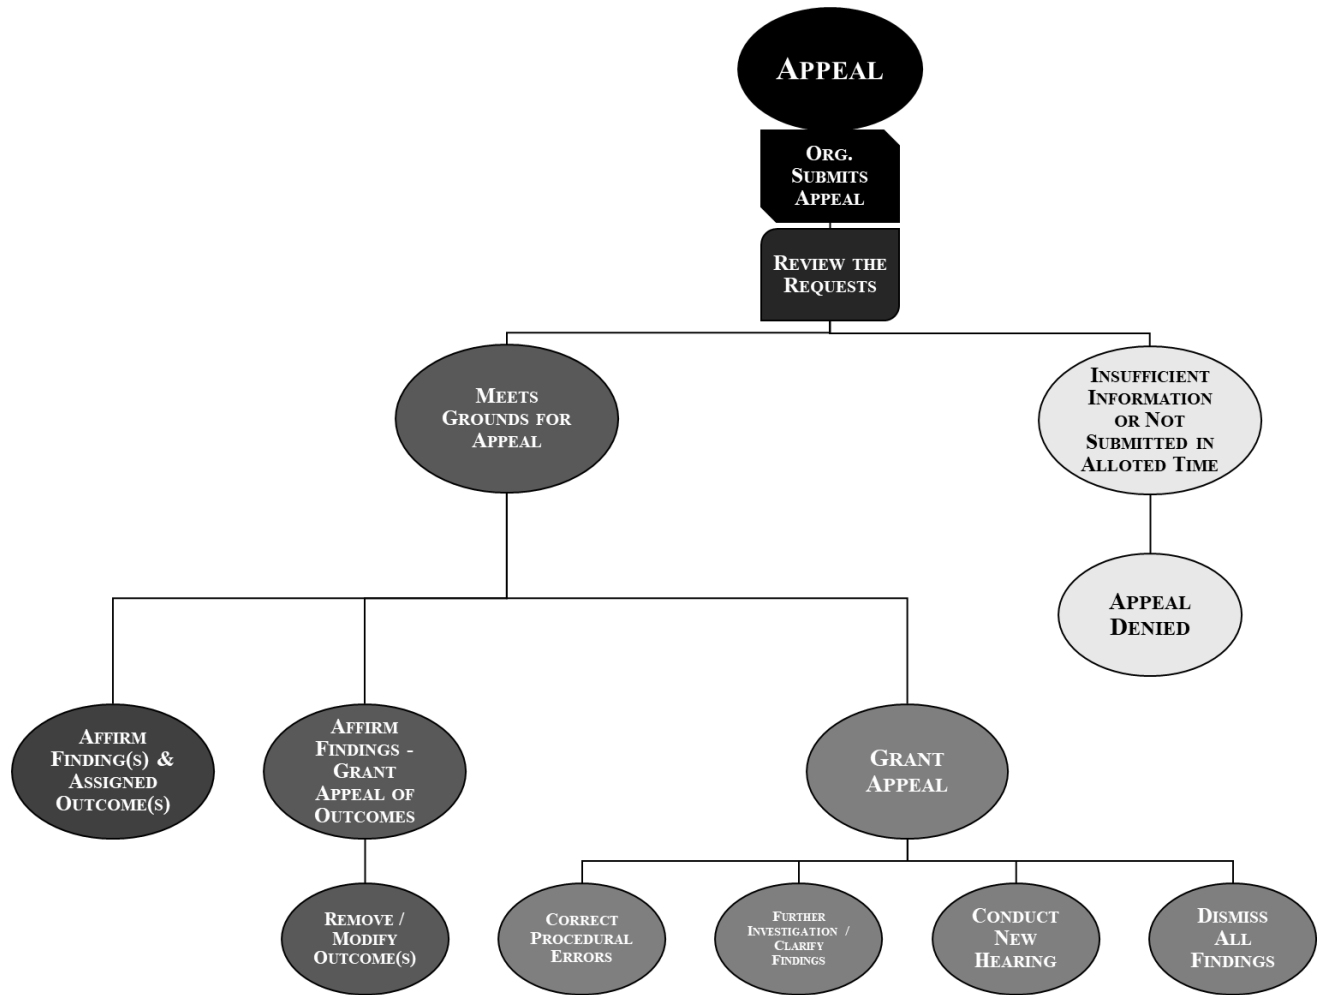 APPEAL
ORG.
SUBMITS
APPEAL
REVIEW THE
REQUESTS
MEETS
GROUNDS FOR
APPEAL
INSUFFICIENT
INFORMATION
OR NOT
SUBMITTED IN
ALLOTED TIME
APPEAL
DENIED
AFFIRM
FINDING(S) &
ASSIGNED
OUTCOME(S)
AFFIRM
FINDINGS -
GRANT
APPEAL OF
OUTCOMES
GRANT
APPEAL
REMOVE /
MODIFY
OUTCOME(S)
CORRECT
PROCEDURAL
ERRORS
FURTHER
INVESTIGATION /
CLARIFY
FINDINGS
CONDUCT
NEW
HEARING
DISMISS
ALL
FINDINGS